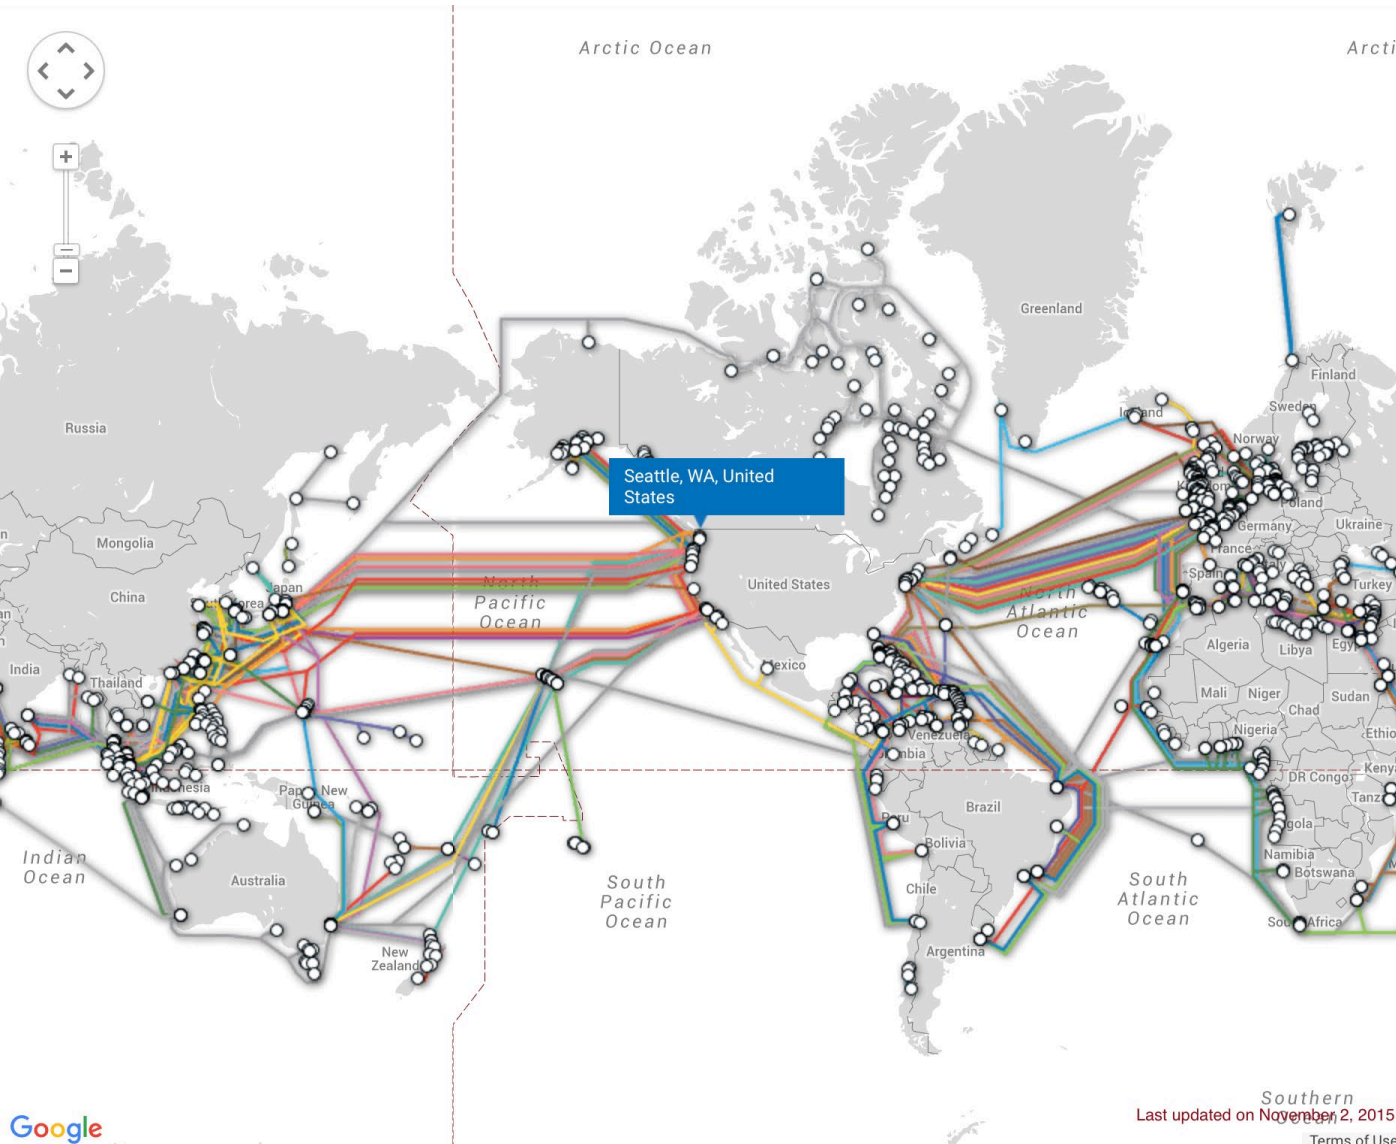 Arctic Ocean
Arcti
+
−
Greenland
Finland
Sweden
Iceland
Norway
Russia
Seattle, WA, United
States
Poland
Germany
Ukraine
France
Mongolia
Spain
Italy
Turkey
Japan
China
United States
North
Pacific
Ocean
North
Atlantic
Ocean
Algeria
Libya
Egypt
India
Thailand
Mexico
Mali
Niger
Sudan
Chad
Nigeria
Ethio
Venezuela
DR Congo
Keny
Papua New
Guinea
Brazil
Tanz
Peru
Bolivia
Indian
Ocean
Australia
Namibia
Botswana
South
Pacific
Ocean
Chile
South
Atlantic
Ocean
South Africa
New
Zealand
Argentina
Southern
Ocean
Last updated on November 2, 2015
Google
Terms of Use